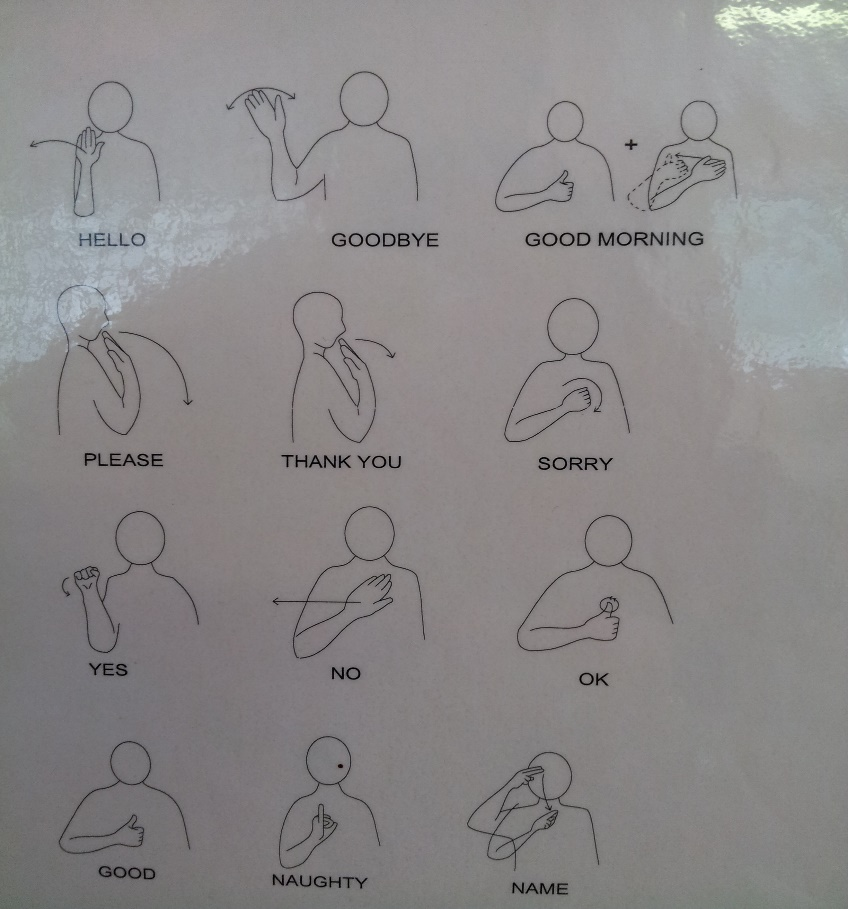 HELLO
GOODBYE
+
GOOD MORNING
PLEASE
THANK YOU
SORRY
YES
NO
OK
GOOD
NAUGHTY
NAME